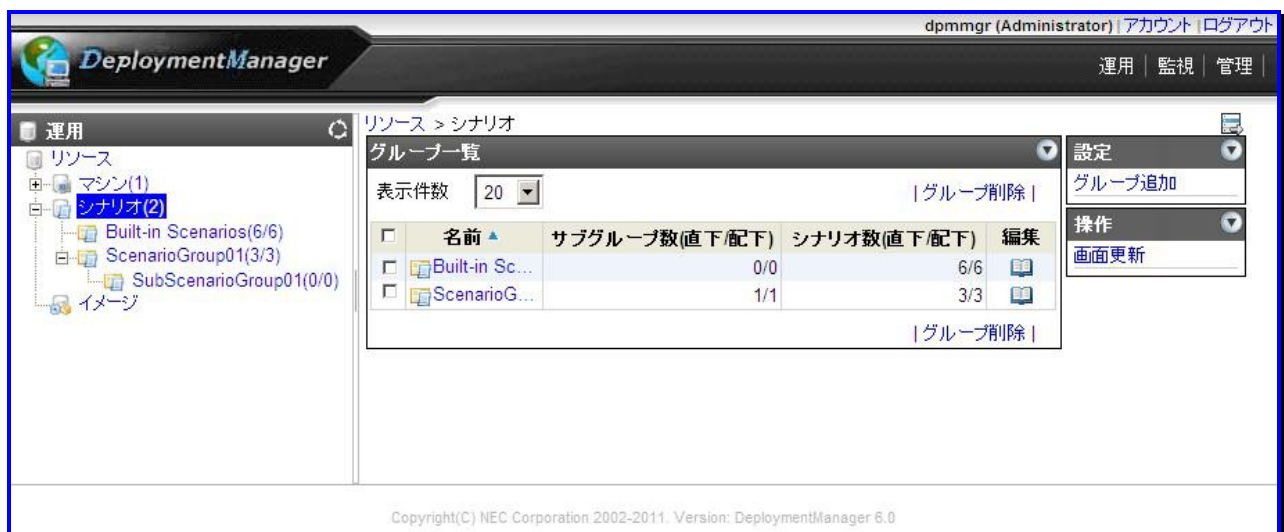 dpmmgr (Administrator) | アカウント | ログアウト
DeploymentManager
運用 | 監視 | 管理 |
運用
リソース
マシン(1)
シナリオ(2)
Built-in Scenarios(6/6)
ScenarioGroup01(3/3)
SubScenarioGroup01(0/0)
イメージ
リソース > シナリオ
グループ一覧
表示件数 20 | グループ削除 |
名前 サブグループ数(直下/配下) シナリオ数(直下/配下) 編集
Built-in Sc... 0/0 6/6
ScenarioG... 1/1 3/3
| グループ削除 |
設定
グループ追加
操作
画面更新
Copyright(C) NEC Corporation 2002-2011. Version: DeploymentManager 6.0